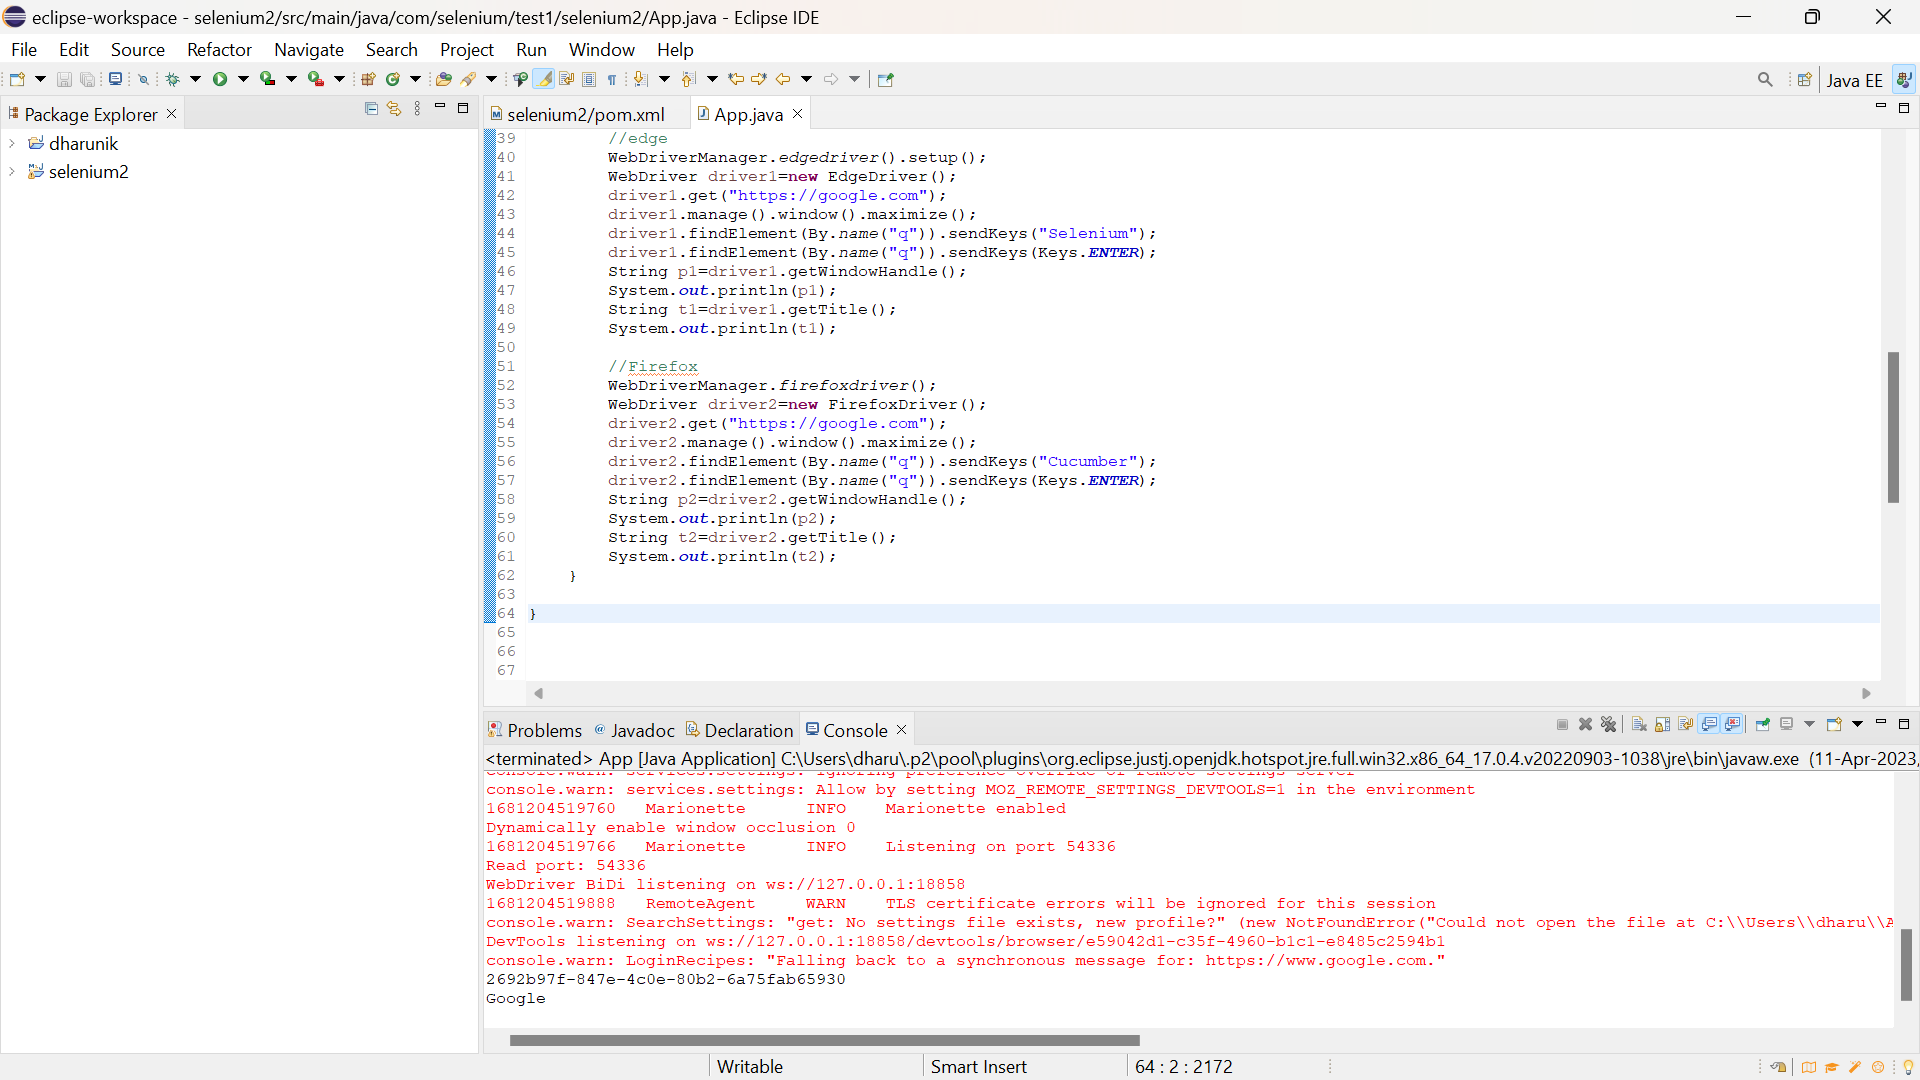 eclipse-workspace - selenium2/src/main/java/com/selenium/test1/selenium2/App.java - Eclipse IDE
File Edit Source Refactor Navigate Search Project Run Window Help
Java EE
Package Explorer
selenium2/pom.xml
App.java
dharunik
selenium2
39 //edge
40 WebDriverManager.edgedriver().setup();
41 WebDriver driver1=new EdgeDriver();
42 driver1.get("https://google.com");
43 driver1.manage().window().maximize();
44 driver1.findElement(By.name("q")).sendKeys("Selenium");
45 driver1.findElement(By.name("q")).sendKeys(Keys.ENTER);
46 String p1=driver1.getWindowHandle();
47 System.out.println(p1);
48 String t1=driver1.getTitle();
49 System.out.println(t1);
50
51 //Firefox
52 WebDriverManager.firefoxdriver();
53 WebDriver driver2=new FirefoxDriver();
54 driver2.get("https://google.com");
55 driver2.manage().window().maximize();
56 driver2.findElement(By.name("q")).sendKeys("Cucumber");
57 driver2.findElement(By.name("q")).sendKeys(Keys.ENTER);
58 String p2=driver2.getWindowHandle();
59 System.out.println(p2);
60 String t2=driver2.getTitle();
61 System.out.println(t2);
62 }
63
64 }
65
66
67
Problems @ Javadoc Declaration Console
<terminated> App [Java Application] C:\Users\dharu\.p2\pool\plugins\org.eclipse.justj.openjdk.hotspot.jre.full.win32.x86_64_17.0.4.v20220903-1038\jre\bin\javaw.exe (11-Apr-2023,
console.warn: services.settings: Ignoring preference override of remote settings server
console.warn: services.settings: Allow by setting MOZ_REMOTE_SETTINGS_DEVTOOLS=1 in the environment
1681204519760 Marionette INFO Marionette enabled
Dynamically enable window occlusion 0
1681204519766 Marionette INFO Listening on port 54336
Read port: 54336
WebDriver BiDi listening on ws://127.0.0.1:18858
1681204519888 RemoteAgent WARN TLS certificate errors will be ignored for this session
console.warn: SearchSettings: "get: No settings file exists, new profile?" (new NotFoundError("Could not open the file at C:\\Users\\dharu\\A
DevTools listening on ws://127.0.0.1:18858/devtools/browser/e59042d1-c35f-4960-b1c1-e8485c2594b1
console.warn: LoginRecipes: "Falling back to a synchronous message for: https://www.google.com."
2692b97f-847e-4c0e-80b2-6a75fab65930
Google
Writable Smart Insert 64 : 2 : 2172